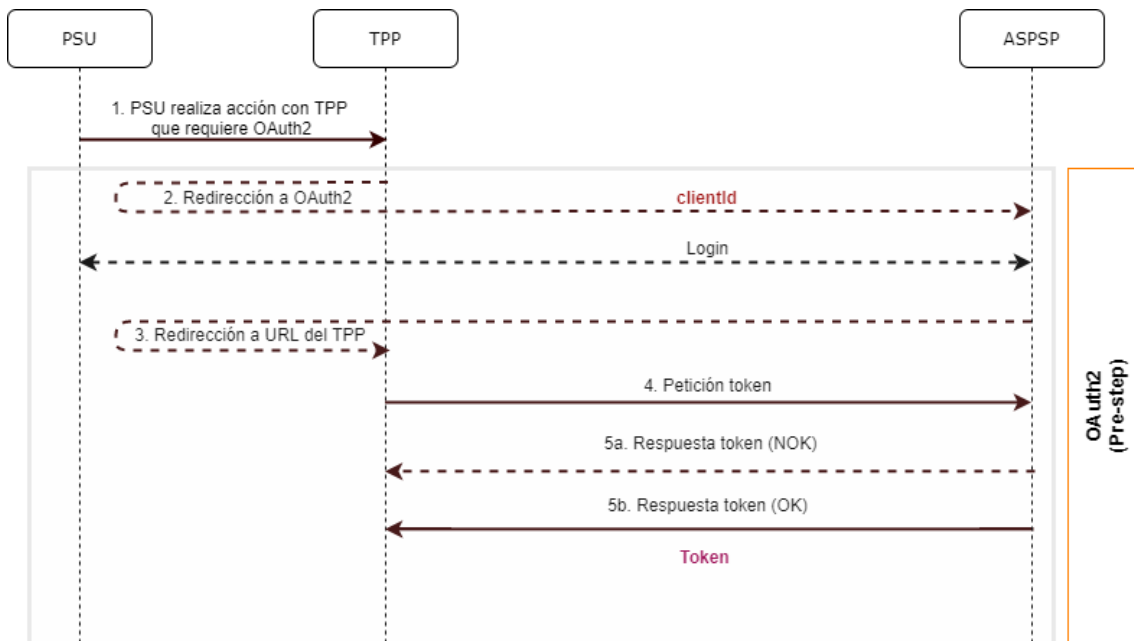 PSU
TPP
ASPSP
1. PSU realiza acción con TPP
que requiere OAuth2
2. Redirección a OAuth2
clientId
Login
3. Redirección a URL del TPP
4. Petición token
5a. Respuesta token (NOK)
5b. Respuesta token (OK)
Token
OAuth2
(Pre-step)